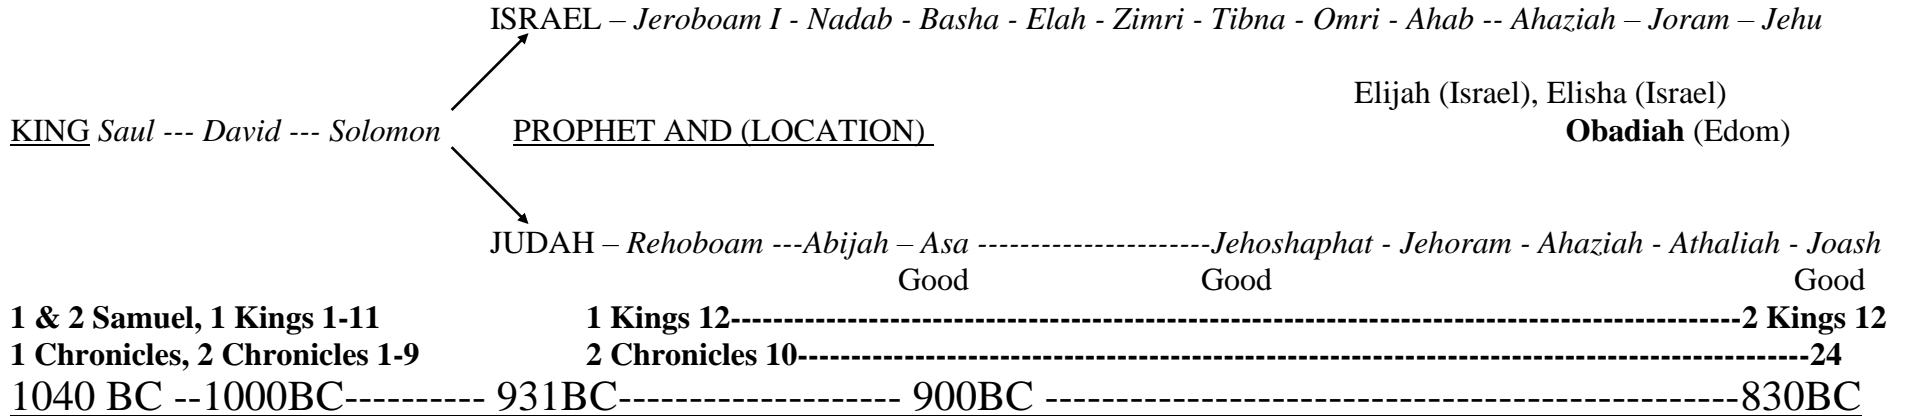 ISRAEL – Jeroboam I - Nadab - Basha - Elah - Zimri - Tibna - Omri - Ahab -- Ahaziah – Joram – Jehu
Elijah (Israel), Elisha (Israel)
KING Saul --- David --- Solomon PROPHET AND (LOCATION) Obadiah (Edom)
JUDAH – Rehoboam ---Abijah – Asa ----------------------Jehoshaphat - Jehoram - Ahaziah - Athaliah - Joash
Good Good Good
1 & 2 Samuel, 1 Kings 1-11 1 Kings 12------------------------------------------------------------------------------------------------2 Kings 12
1 Chronicles, 2 Chronicles 1-9 2 Chronicles 10------------------------------------------------------------------------------------------------24
1040 BC --1000BC---------- 931BC-------------------- 900BC --------------------------------------------------830BC